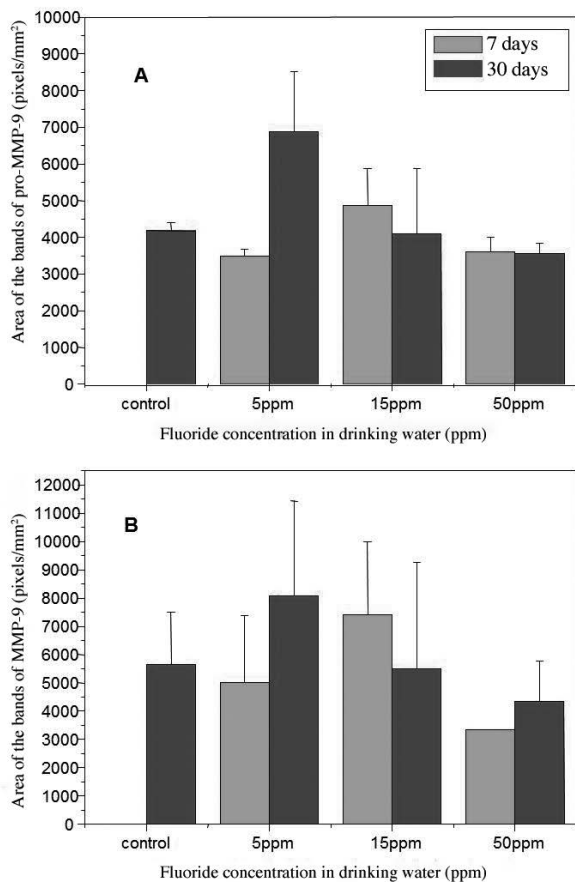 Area of the bands of pro-MMP-9 (pixels/mm²)
10000
9000
8000
7000
6000
5000
4000
3000
2000
1000
0
A
7 days
30 days
control 5ppm 15ppm 50ppm
Fluoride concentration in drinking water (ppm)
Area of the bands of MMP-9 (pixels/mm²)
12000
11000
10000
9000
8000
7000
6000
5000
4000
3000
2000
1000
0
B
control 5ppm 15ppm 50ppm
Fluoride concentration in drinking water (ppm)